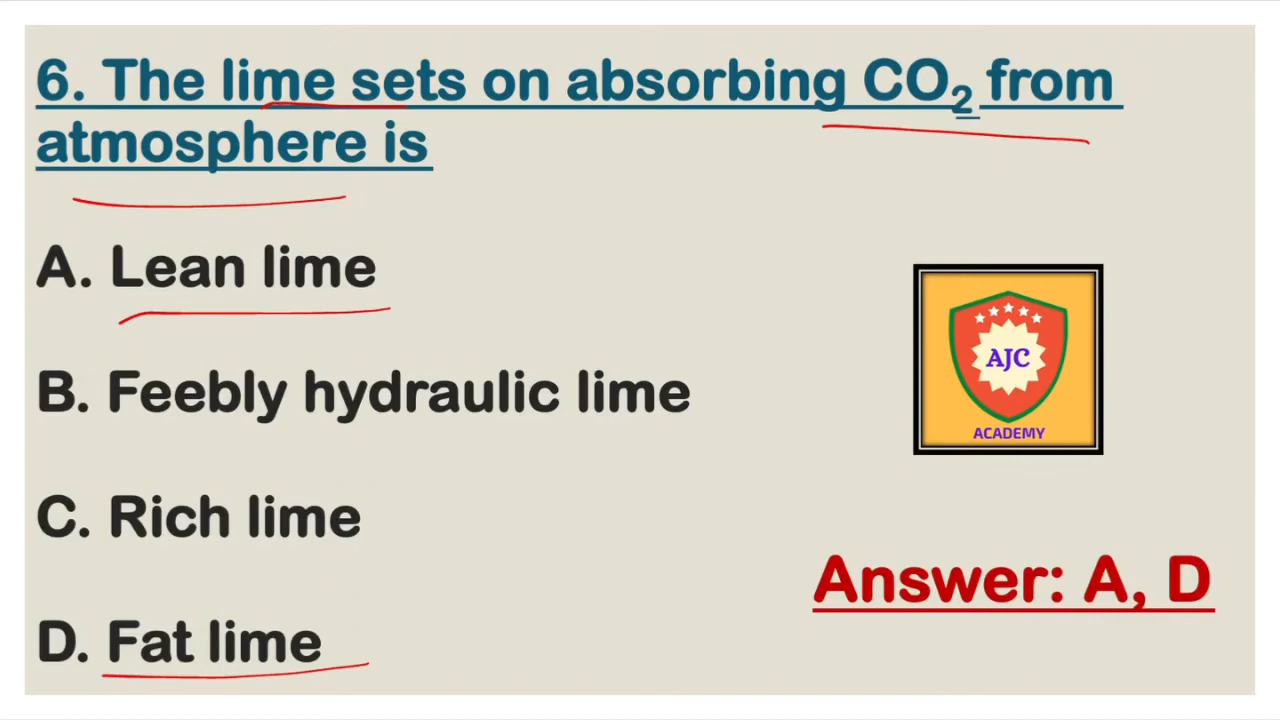 6. The lime sets on absorbing CO₂ from
atmosphere is
A. Lean lime
B. Feebly hydraulic lime
C. Rich lime
D. Fat lime
AJC
ACADEMY
Answer: A, D